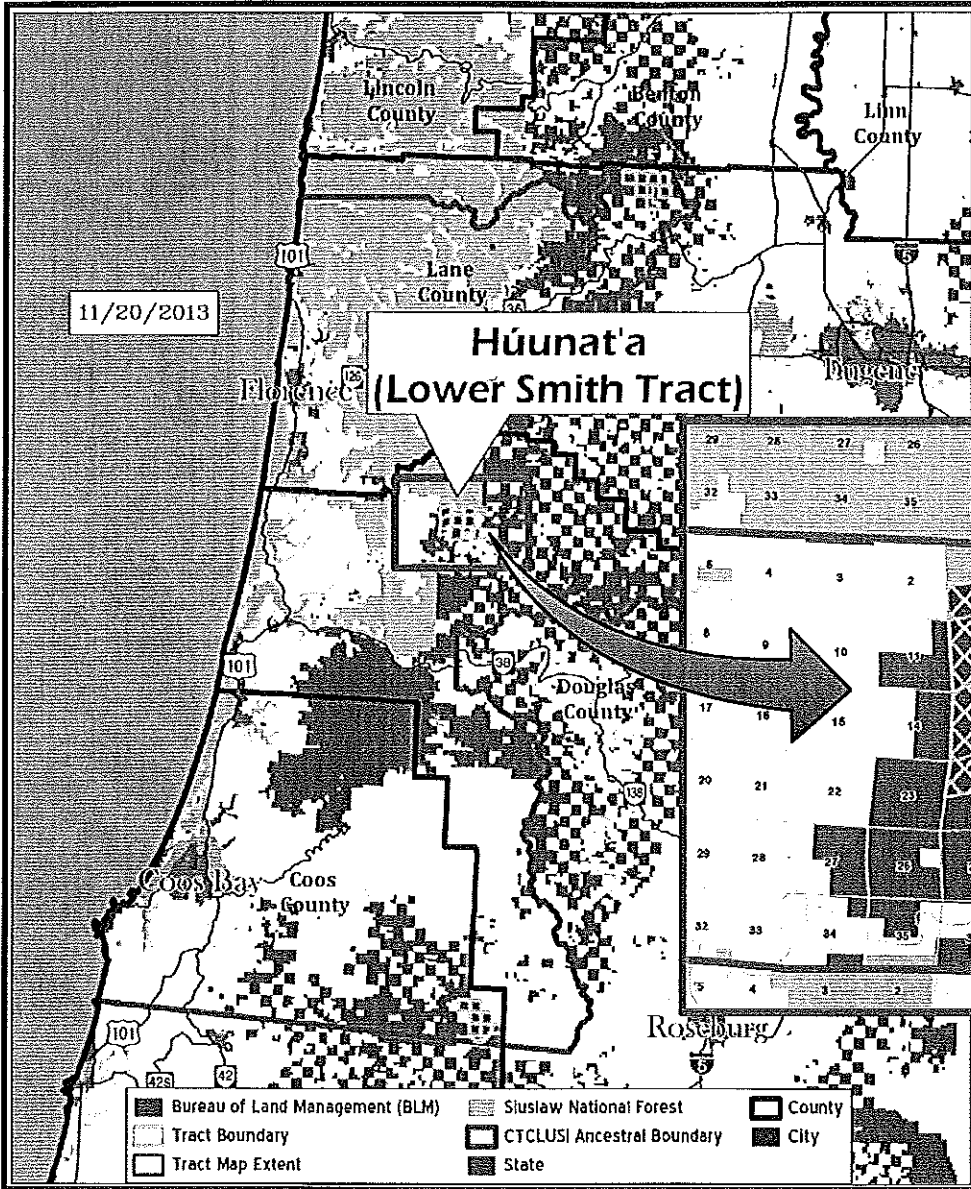 Lincoln
County
Benton
County
Linn
County
101
5
Lane
County
36
11/20/2013
Húunat'a
(Lower Smith Tract)
126
Florence
Eugene
29 28 27 26
32 33 34 35
5 4 3 2
8 9 10 11
17 16 15 14
20 21 22 23
29 28 27 26
32 33 34 35
5 4 3 2
101
38
Douglas
County
138
Coos Bay
Coos
County
Roseburg
101
42S
42
5
Bureau of Land Management (BLM)
Tract Boundary
Tract Map Extent
Siuslaw National Forest
CTCLUSI Ancestral Boundary
State
County
City